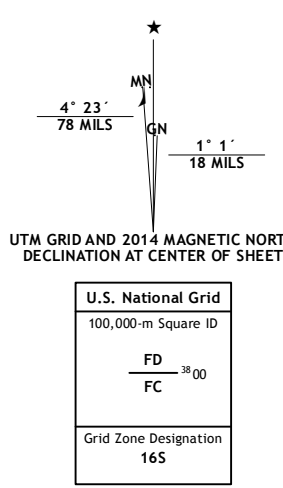 ★
MN
4° 23´
78 MILS
GN
1° 1´
18 MILS
UTM GRID AND 2014 MAGNETIC NORT
DECLINATION AT CENTER OF SHEET
U.S. National Grid
100,000-m Square ID
FD
3800
FC
Grid Zone Designation
16S